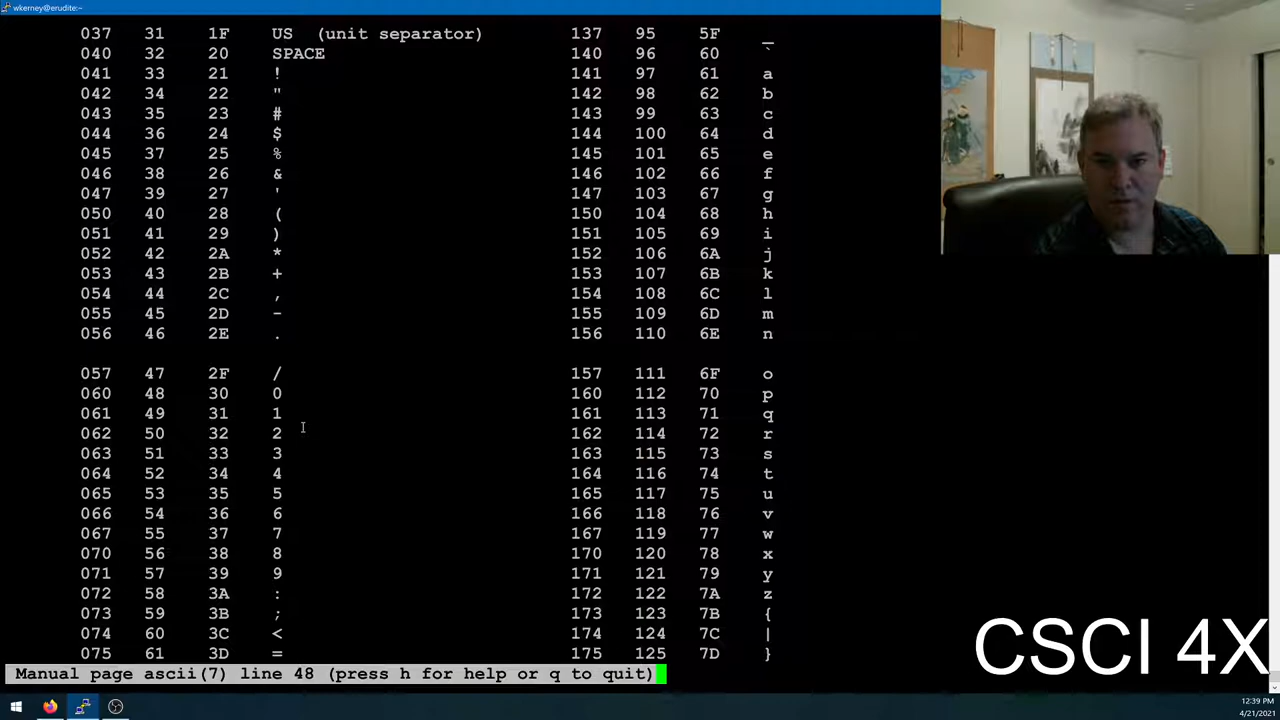 wkerney@erudite:~
037 31 1F US (unit separator) 137 95 5F _
040 32 20 SPACE 140 96 60 `
041 33 21 ! 141 97 61 a
042 34 22 " 142 98 62 b
043 35 23 # 143 99 63 c
044 36 24 $ 144 100 64 d
045 37 25 % 145 101 65 e
046 38 26 & 146 102 66 f
047 39 27 ' 147 103 67 g
050 40 28 ( 150 104 68 h
051 41 29 ) 151 105 69 i
052 42 2A * 152 106 6A j
053 43 2B + 153 107 6B k
054 44 2C , 154 108 6C l
055 45 2D - 155 109 6D m
056 46 2E . 156 110 6E n
057 47 2F / 157 111 6F o
060 48 30 0 160 112 70 p
061 49 31 1 161 113 71 q
062 50 32 2 162 114 72 r
063 51 33 3 163 115 73 s
064 52 34 4 164 116 74 t
065 53 35 5 165 117 75 u
066 54 36 6 166 118 76 v
067 55 37 7 167 119 77 w
070 56 38 8 170 120 78 x
071 57 39 9 171 121 79 y
072 58 3A : 172 122 7A z
073 59 3B ; 173 123 7B {
074 60 3C < 174 124 7C |
075 61 3D = 175 125 7D }
Manual page ascii(7) line 48 (press h for help or q to quit)
CSCI 4X
12:39 PM
4/21/2021